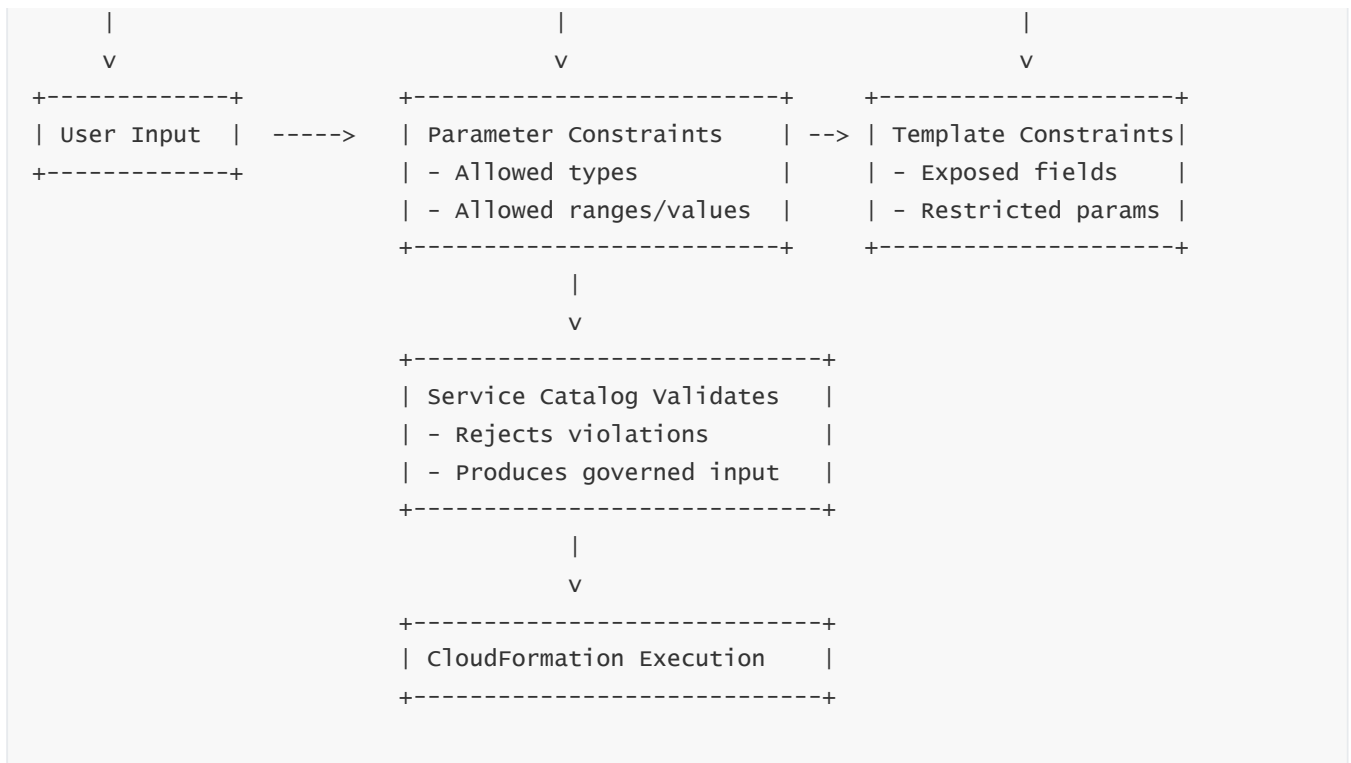 |                                  |                                   |
       v                                  v                                   v
 +-------------+              +---------------------------+     +---------------------+
 | User Input  |  ----->      | Parameter Constraints     | --> | Template Constraints|
 +-------------+              | - Allowed types           |     | - Exposed fields    |
                              | - Allowed ranges/values   |     | - Restricted params |
                              +---------------------------+     +---------------------+
                                           |
                                           v
                              +------------------------------+
                              | Service Catalog Validates    |
                              | - Rejects violations         |
                              | - Produces governed input    |
                              +------------------------------+
                                           |
                                           v
                              +------------------------------+
                              | CloudFormation Execution     |
                              +------------------------------+